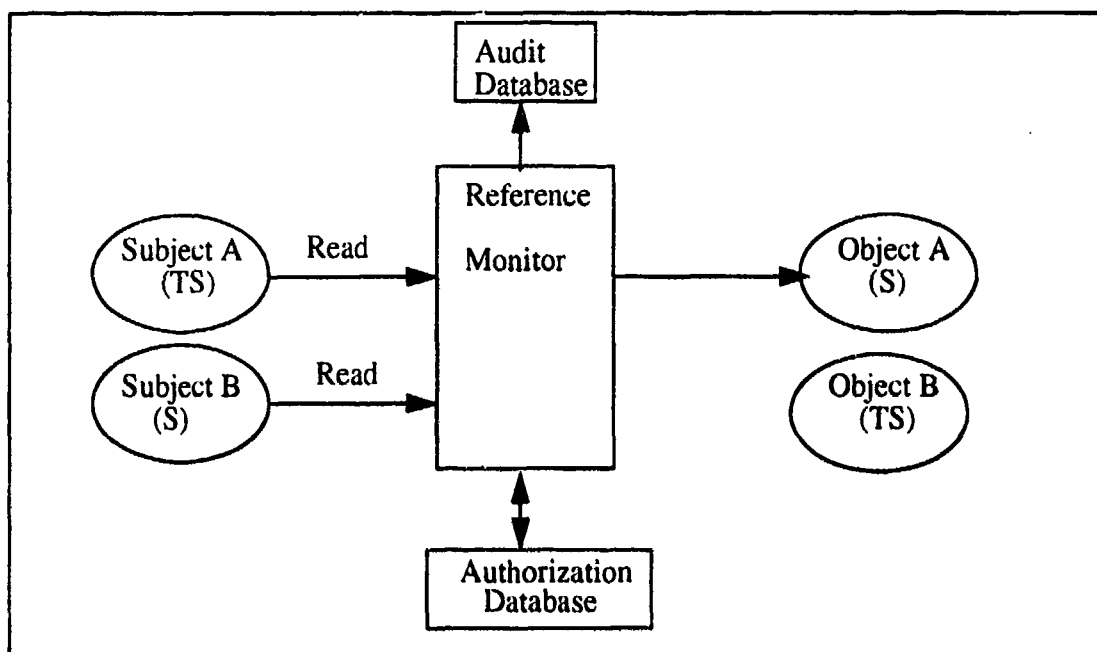 Audit
Database
Reference
Monitor
Subject A
(TS)
Read
Object A
(S)
Subject B
(S)
Read
Object B
(TS)
Authorization
Database